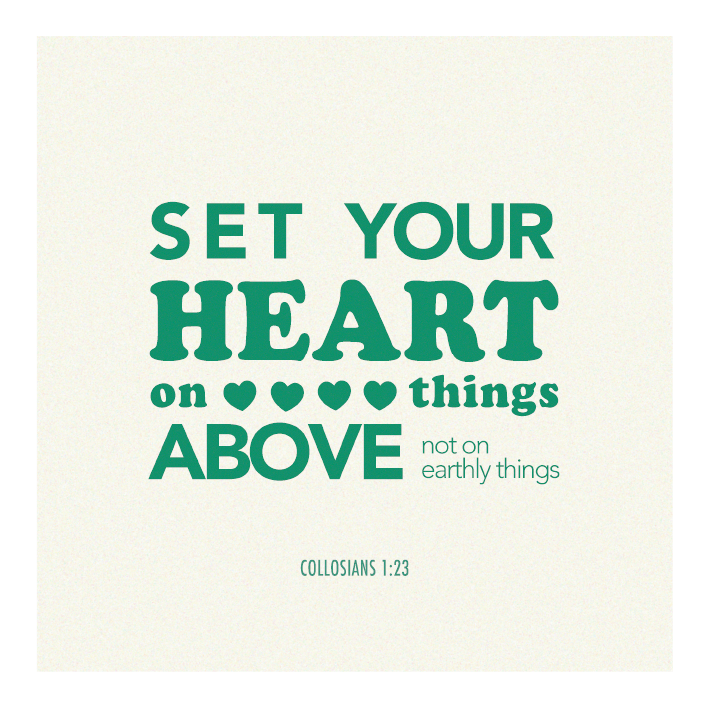 SET YOUR
HEART
on things
ABOVE not on
earthly things
COLLOSIANS 1:23